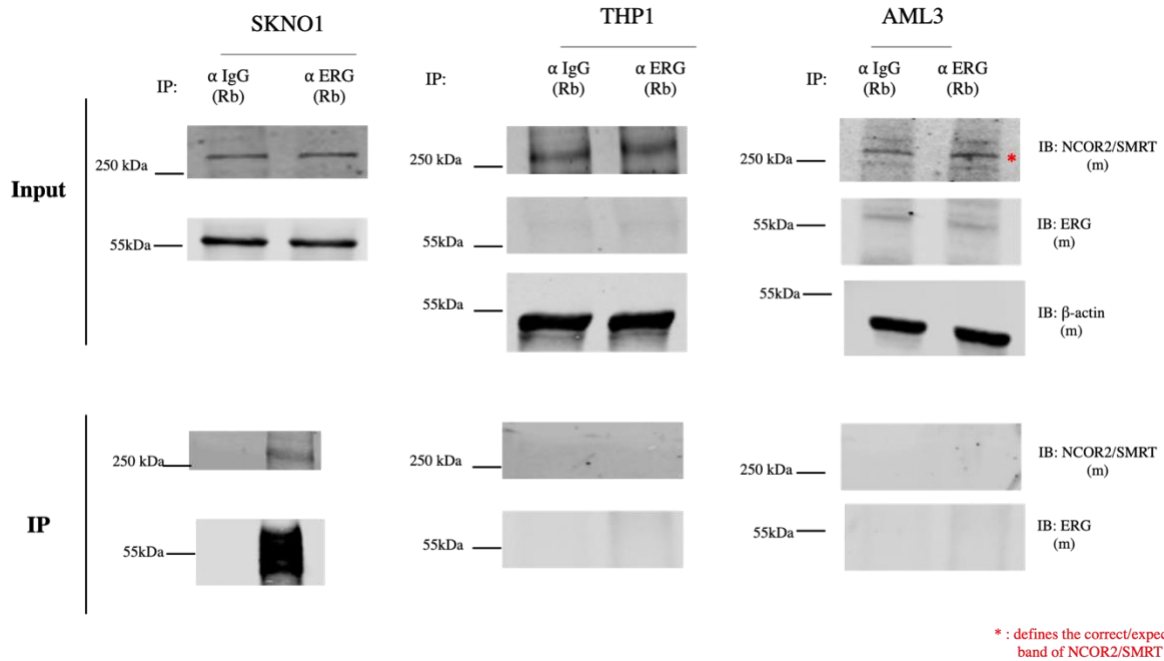 SKNO1
THP1
AML3
IP:
α IgG
(Rb)
α ERG
(Rb)
IP:
α IgG
(Rb)
α ERG
(Rb)
α IgG
(Rb)
α ERG
(Rb)
Input
250 kDa
250 kDa
250 kDa
*
IB: NCOR2/SMRT
(m)
55kDa
55kDa
55kDa
IB: ERG
(m)
55kDa
55kDa
IB: β-actin
(m)
IP
250 kDa
250 kDa
250 kDa
IB: NCOR2/SMRT
(m)
55kDa
55kDa
55kDa
IB: ERG
(m)
* : defines the correct/expec
band of NCOR2/SMRT